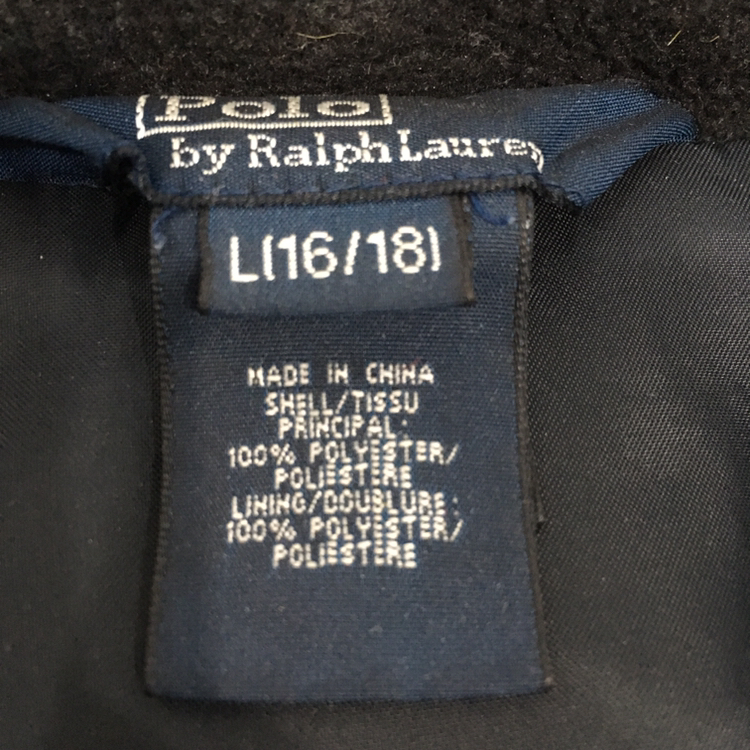 Polo
by Ralph Lauren
L(16/18)
MADE IN CHINA
SHELL/TISSU
PRINCIPAL:
100% POLYESTER/
POLIESTERE
LINING/DOUBLURE:
100% POLYESTER/
POLIESTERE